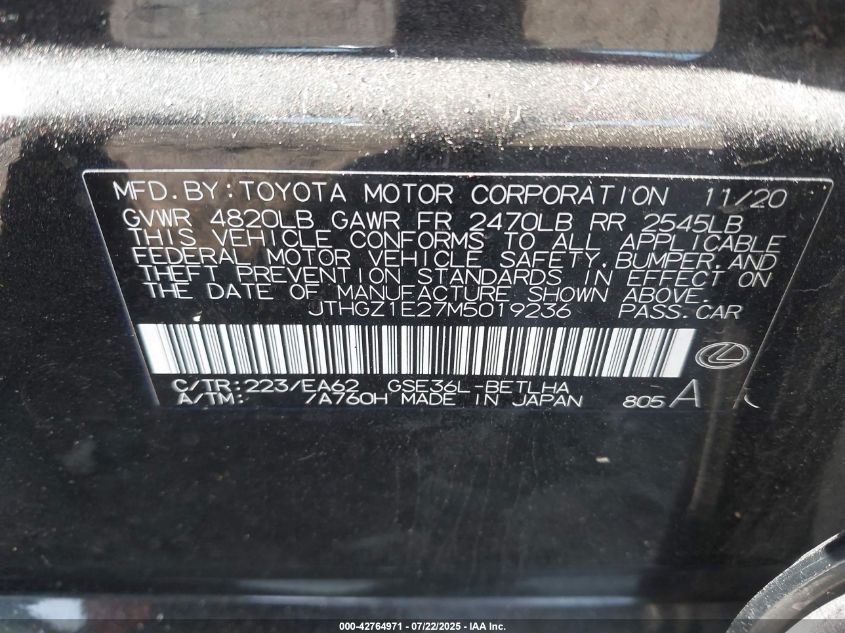 MFD.BY:TOYOTA MOTOR CORPORATION 11/20
GVWR 4820LB GAWR FR 2470LB RR 2545LB
THIS VEHICLE CONFORMS TO ALL APPLICABLE
FEDERAL MOTOR VEHICLE SAFETY,BUMPER,AND
THEFT PREVENTION STANDARDS IN EFFECT ON
THE DATE OF MANUFACTURE SHOWN ABOVE.
JTHGZ1E27M5019236 PASS.CAR
C/TR:223/EA62 GSE36L-BETLHA
A/TM: /A760H MADE IN JAPAN 805 A
000-42764971 | 07/22/2025 - IAA Inc.